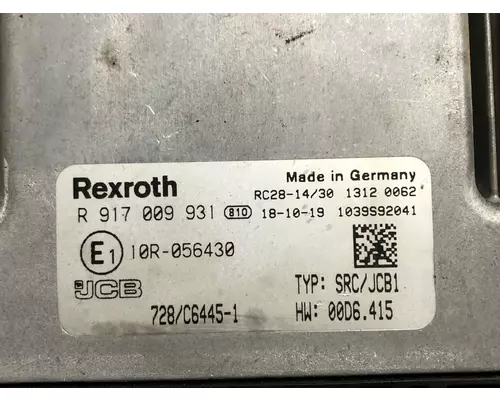 Rexroth
Made in Germany
RC28-14/30 1312 0062
R 917 009 931 810 18-10-19 1039S92041
E1 10R-056430
JCB
TYP: SRC/JCB1
728/C6445-1
HW: 00D6.415